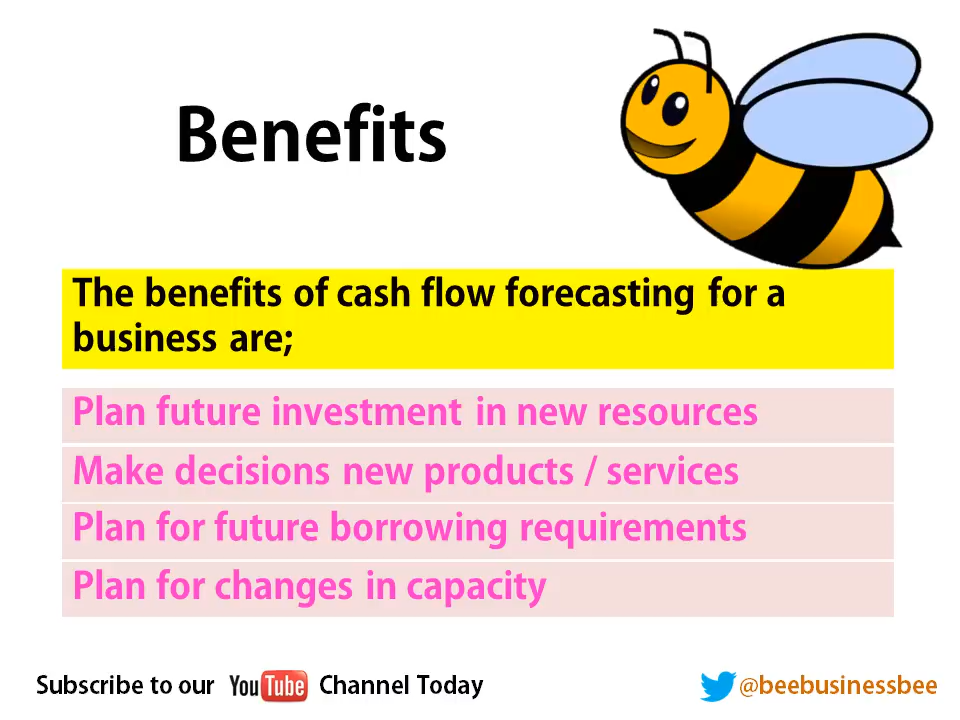 Benefits
The benefits of cash flow forecasting for a
business are;
Plan future investment in new resources
Make decisions new products / services
Plan for future borrowing requirements
Plan for changes in capacity
Subscribe to our YouTube Channel Today
@beebusinessbee